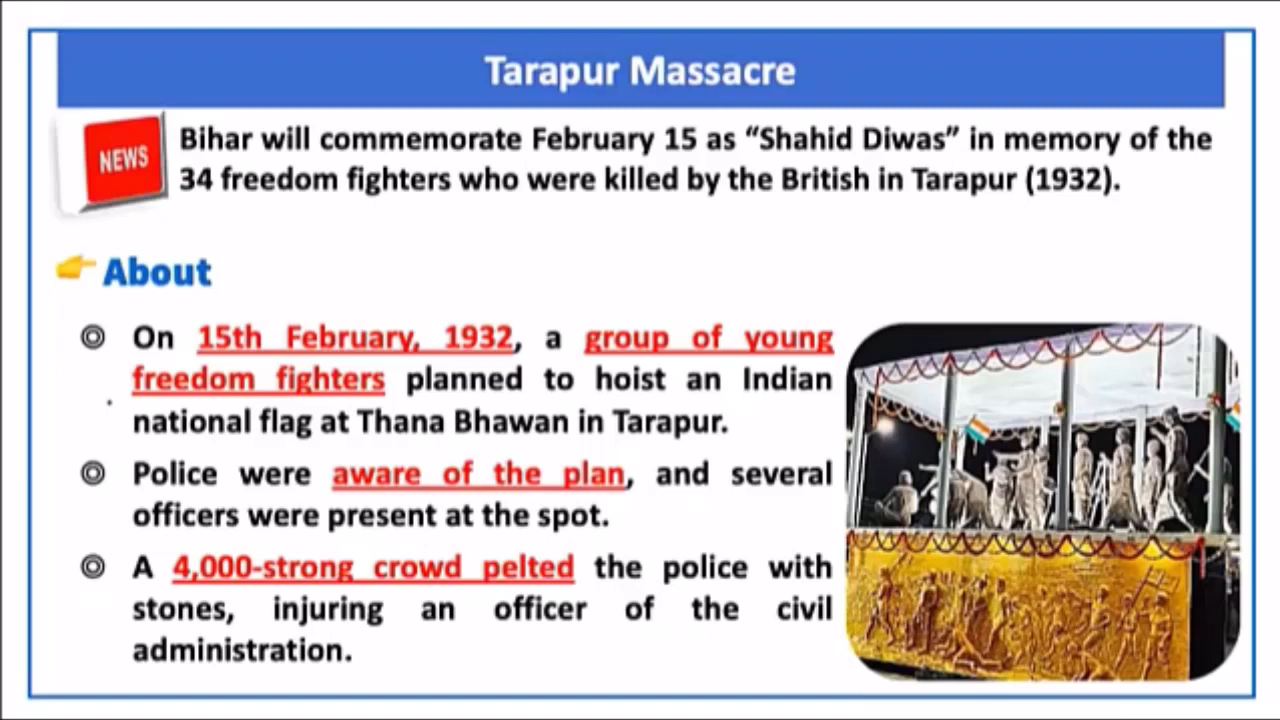 Tarapur Massacre
NEWS
Bihar will commemorate February 15 as “Shahid Diwas” in memory of the
34 freedom fighters who were killed by the British in Tarapur (1932).
About
On 15th February, 1932, a group of young
freedom fighters planned to hoist an Indian
national flag at Thana Bhawan in Tarapur.
Police were aware of the plan, and several
officers were present at the spot.
A 4,000-strong crowd pelted the police with
stones, injuring an officer of the civil
administration.